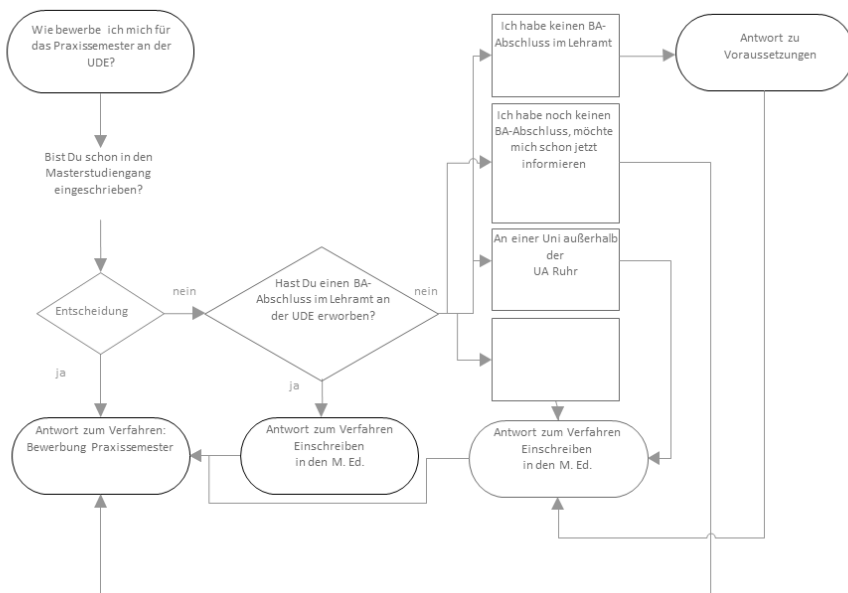 Wie bewerbe ich mich für
das Praxissemester an der
UDE?
Bist Du schon in den
Masterstudiengang
eingeschrieben?
Entscheidung
nein
ja
Hast Du einen BA-
Abschluss im Lehramt an
der UDE erworben?
nein
ja
Ich habe keinen BA-
Abschluss im Lehramt
Antwort zu
Voraussetzungen
Ich habe noch keinen
BA-Abschluss, möchte
mich schon jetzt
informieren
An einer Uni außerhalb
der
UA Ruhr
Antwort zum Verfahren:
Bewerbung Praxissemester
Antwort zum Verfahren
Einschreiben
in den M. Ed.
Antwort zum Verfahren
Einschreiben
in den M. Ed.